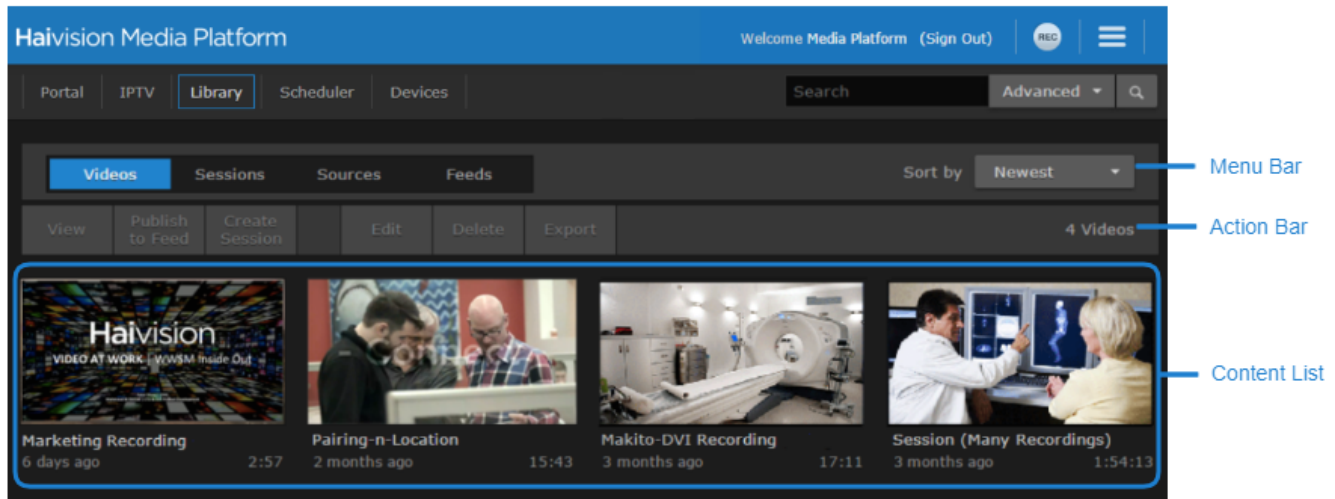 Haivision Media Platform
Welcome Media Platform (Sign Out)
REC
Portal IPTV Library Scheduler Devices
Search Advanced
Videos Sessions Sources Feeds
Sort by Newest
Menu Bar
View Publish to Feed Create Session Edit Delete Export
4 Videos
Action Bar
Haivision
VIDEO AT WORK | WWSM Inside Out
Marketing Recording
6 days ago 2:57
Pairing-n-Location
2 months ago 15:43
Makito-DVI Recording
3 months ago 17:11
Session (Many Recordings)
3 months ago 1:54:13
Content List